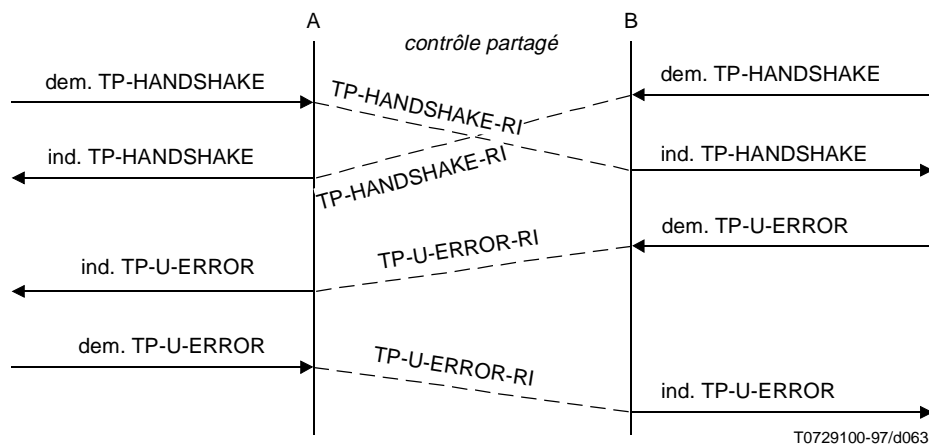 A B
contrôle partagé
dem. TP-HANDSHAKE
dem. TP-HANDSHAKE
TP-HANDSHAKE-RI
ind. TP-HANDSHAKE
ind. TP-HANDSHAKE
TP-HANDSHAKE-RI
dem. TP-U-ERROR
TP-U-ERROR-RI
ind. TP-U-ERROR
dem. TP-U-ERROR
TP-U-ERROR-RI
ind. TP-U-ERROR
T0729100-97/d063